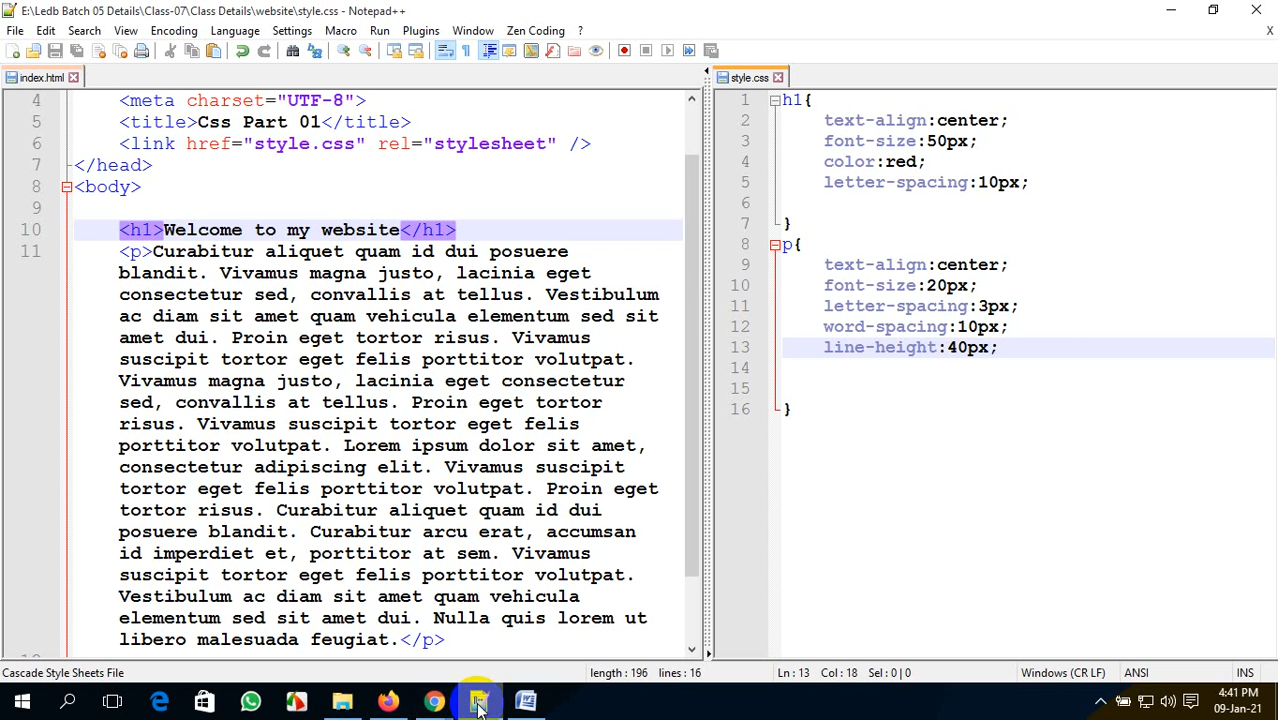 E:\Ledb Batch 05 Details\Class-07\Class Details\website\style.css - Notepad++
File Edit Search View Encoding Language Settings Macro Run Plugins Window Zen Coding ? X
index.html
style.css
4 <meta charset="UTF-8">
5 <title>Css Part 01</title>
6 <link href="style.css" rel="stylesheet" />
7 </head>
8 <body>
9
10 <h1>Welcome to my website</h1>
11 <p>Curabitur aliquet quam id dui posuere
blandit. Vivamus magna justo, lacinia eget
consectetur sed, convallis at tellus. Vestibulum
ac diam sit amet quam vehicula elementum sed sit
amet dui. Proin eget tortor risus. Vivamus
suscipit tortor eget felis porttitor volutpat.
Vivamus magna justo, lacinia eget consectetur
sed, convallis at tellus. Proin eget tortor
risus. Vivamus suscipit tortor eget felis
porttitor volutpat. Lorem ipsum dolor sit amet,
consectetur adipiscing elit. Vivamus suscipit
tortor eget felis porttitor volutpat. Proin eget
tortor risus. Curabitur aliquet quam id dui
posuere blandit. Curabitur arcu erat, accumsan
id imperdiet et, porttitor at sem. Vivamus
suscipit tortor eget felis porttitor volutpat.
Vestibulum ac diam sit amet quam vehicula
elementum sed sit amet dui. Nulla quis lorem ut
libero malesuada feugiat.</p>
1 h1{
2 text-align:center;
3 font-size:50px;
4 color:red;
5 letter-spacing:10px;
6
7 }
8 p{
9 text-align:center;
10 font-size:20px;
11 letter-spacing:3px;
12 word-spacing:10px;
13 line-height:40px;
14
15
16 }
Cascade Style Sheets File length : 196 lines : 16 Ln : 13 Col : 18 Sel : 0 | 0 Windows (CR LF) ANSI INS
4:41 PM
09-Jan-21